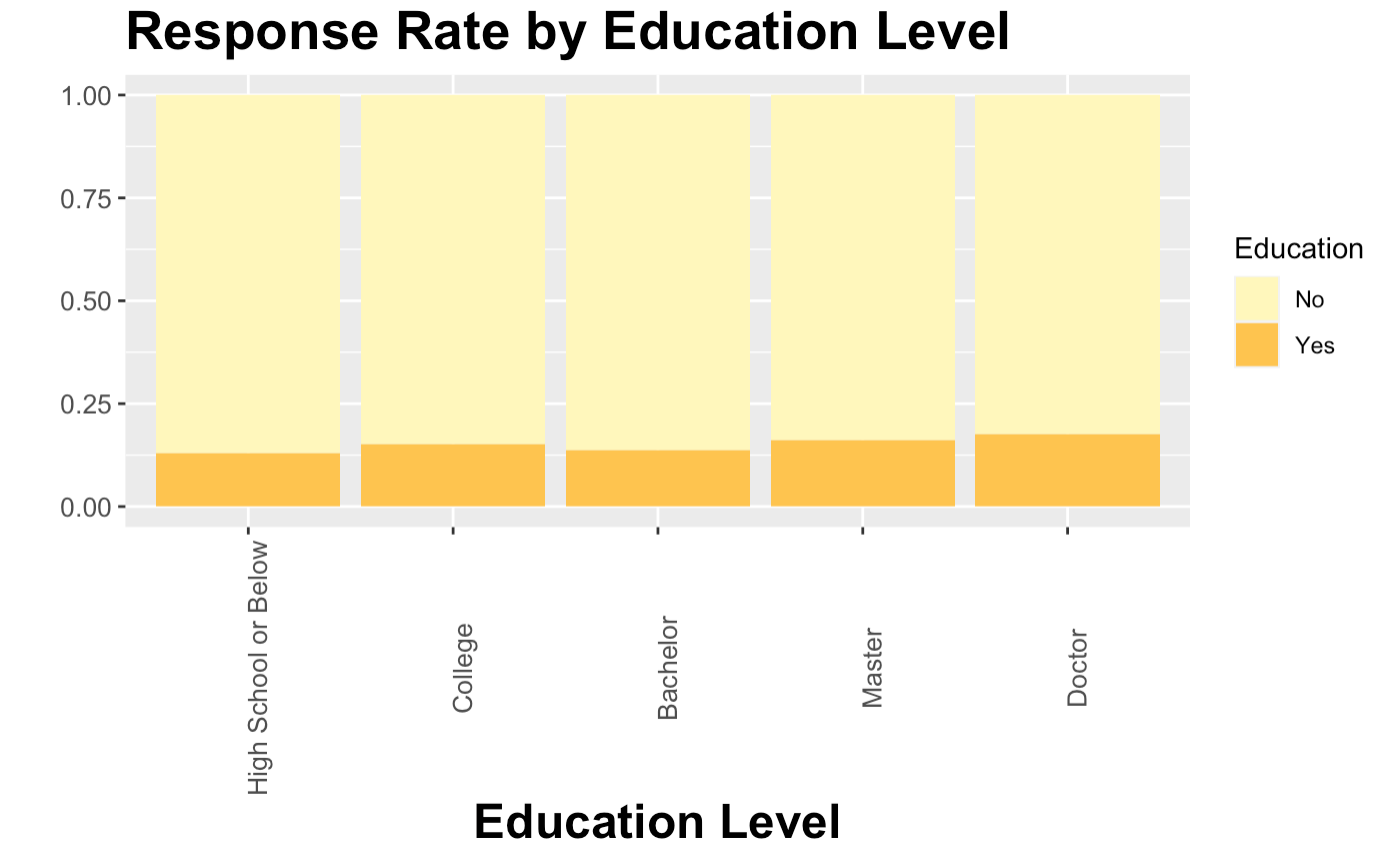 Response Rate by Education Level
1.00
0.75
0.50
0.25
0.00
High School or Below
College
Bachelor
Master
Doctor
Education Level
Education
No
Yes